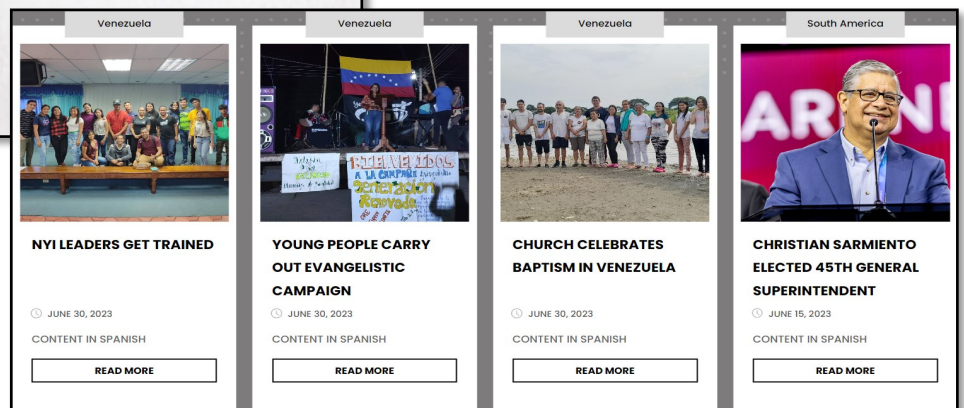 Venezuela
NYI LEADERS GET TRAINED
JUNE 30, 2023
CONTENT IN SPANISH
READ MORE
Venezuela
BIENVENIDOS
A LA CAMPAÑA
Generacion
Renovada
YOUNG PEOPLE CARRY
OUT EVANGELISTIC
CAMPAIGN
JUNE 30, 2023
CONTENT IN SPANISH
READ MORE
Venezuela
CHURCH CELEBRATES
BAPTISM IN VENEZUELA
JUNE 30, 2023
CONTENT IN SPANISH
READ MORE
South America
AR EN
CHRISTIAN SARMIENTO
ELECTED 45TH GENERAL
SUPERINTENDENT
JUNE 15, 2023
CONTENT IN SPANISH
READ MORE